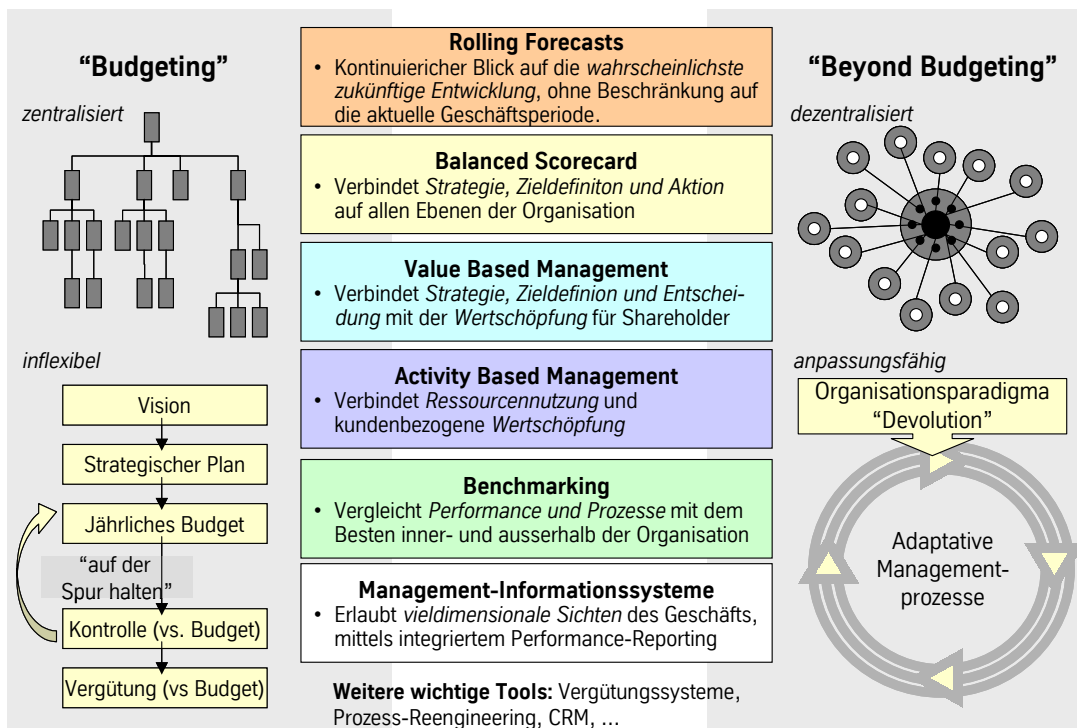 “Budgeting”
zentralisiert
inflexibel
Vision
Strategischer Plan
Jährliches Budget
“auf der
Spur halten”
Kontrolle (vs. Budget)
Vergütung (vs Budget)
Rolling Forecasts
• Kontinuiericher Blick auf die wahrscheinlichste
zukünftige Entwicklung, ohne Beschränkung auf
die aktuelle Geschäftsperiode.
Balanced Scorecard
• Verbindet Strategie, Zieldefiniton und Aktion
auf allen Ebenen der Organisation
Value Based Management
• Verbindet Strategie, Zieldefinion und Entschei-
dung mit der Wertschöpfung für Shareholder
Activity Based Management
• Verbindet Ressourcennutzung und
kundenbezogene Wertschöpfung
Benchmarking
• Vergleicht Performance und Prozesse mit dem
Besten inner- und ausserhalb der Organisation
Management-Informationssysteme
• Erlaubt vieldimensionale Sichten des Geschäfts,
mittels integriertem Performance-Reporting
Weitere wichtige Tools: Vergütungssysteme,
Prozess-Reengineering, CRM, ...
“Beyond Budgeting”
dezentralisiert
anpassungsfähig
Organisationsparadigma
“Devolution”
Adaptative
Management-
prozesse